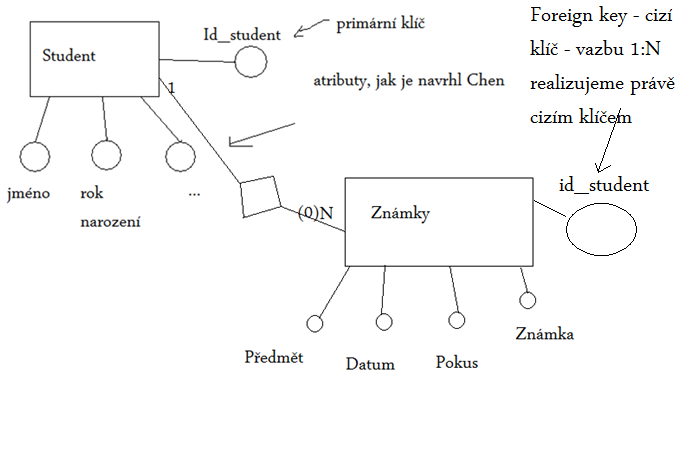 Student
Id_student
primární klíč
Foreign key - cizí
klíč - vazbu 1:N
realizujeme právě
cizím klíčem
1
atributy, jak je navrhl Chen
jméno
rok
narození
...
(0)N
Známky
id_student
Předmět
Datum
Pokus
Známka